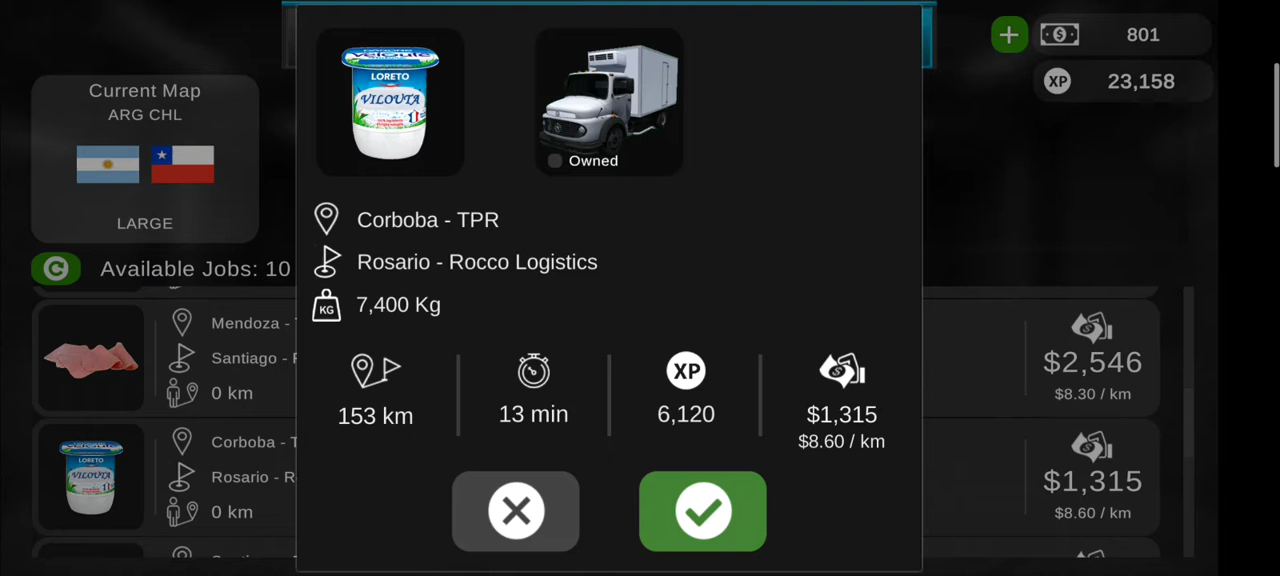 801
XP
23,158
Current Map
ARG CHL
LARGE
Available Jobs: 10
LORETO
VILOUTA
Owned
Corboba - TPR
Rosario - Rocco Logistics
KG
7,400 Kg
153 km
13 min
XP
6,120
$1,315
$8.60 / km
Mendoza -
Santiago -
0 km
$2,546
$8.30 / km
LORETO
VILOUTA
Corboba - T
Rosario - R
0 km
$1,315
$8.60 / km